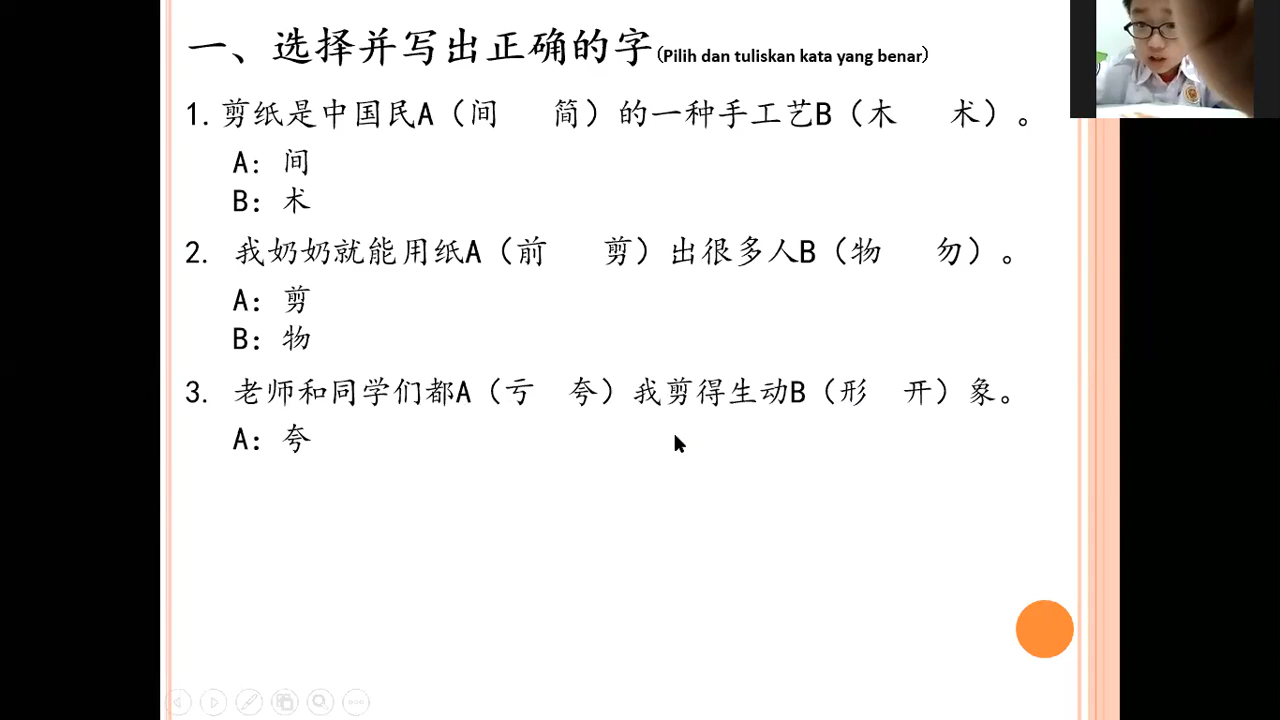 一、选择并写出正确的字(Pilih dan tuliskan kata yang benar)
1. 剪纸是中国民A（间 简）的一种手工艺B（木 术）。
A: 间
B: 术
2. 我奶奶就能用纸A（前 剪）出很多人B（物 勿）。
A: 剪
B: 物
3. 老师和同学们都A（亏 夸）我剪得生动B（形 开）象。
A: 夸